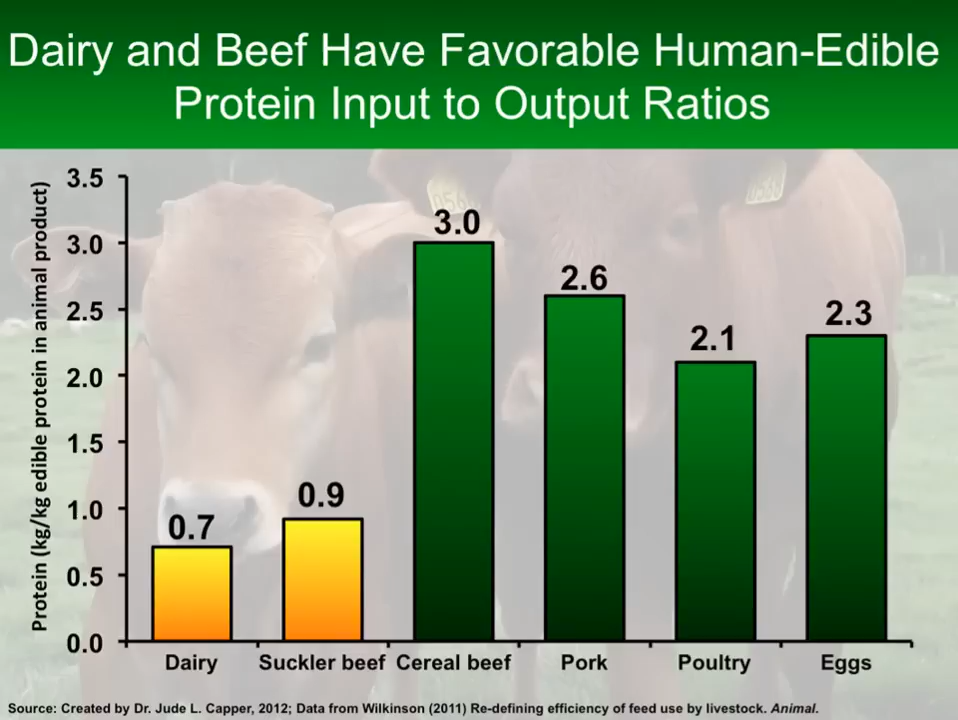 Dairy and Beef Have Favorable Human-Edible
Protein Input to Output Ratios
Protein (kg/kg edible protein in animal product)
3.5
3.0
2.5
2.0
1.5
1.0
0.5
0.0
0.7
0.9
3.0
2.6
2.1
2.3
Dairy Suckler beef Cereal beef Pork Poultry Eggs
Source: Created by Dr. Jude L. Capper, 2012; Data from Wilkinson (2011) Re-defining efficiency of feed use by livestock. Animal.